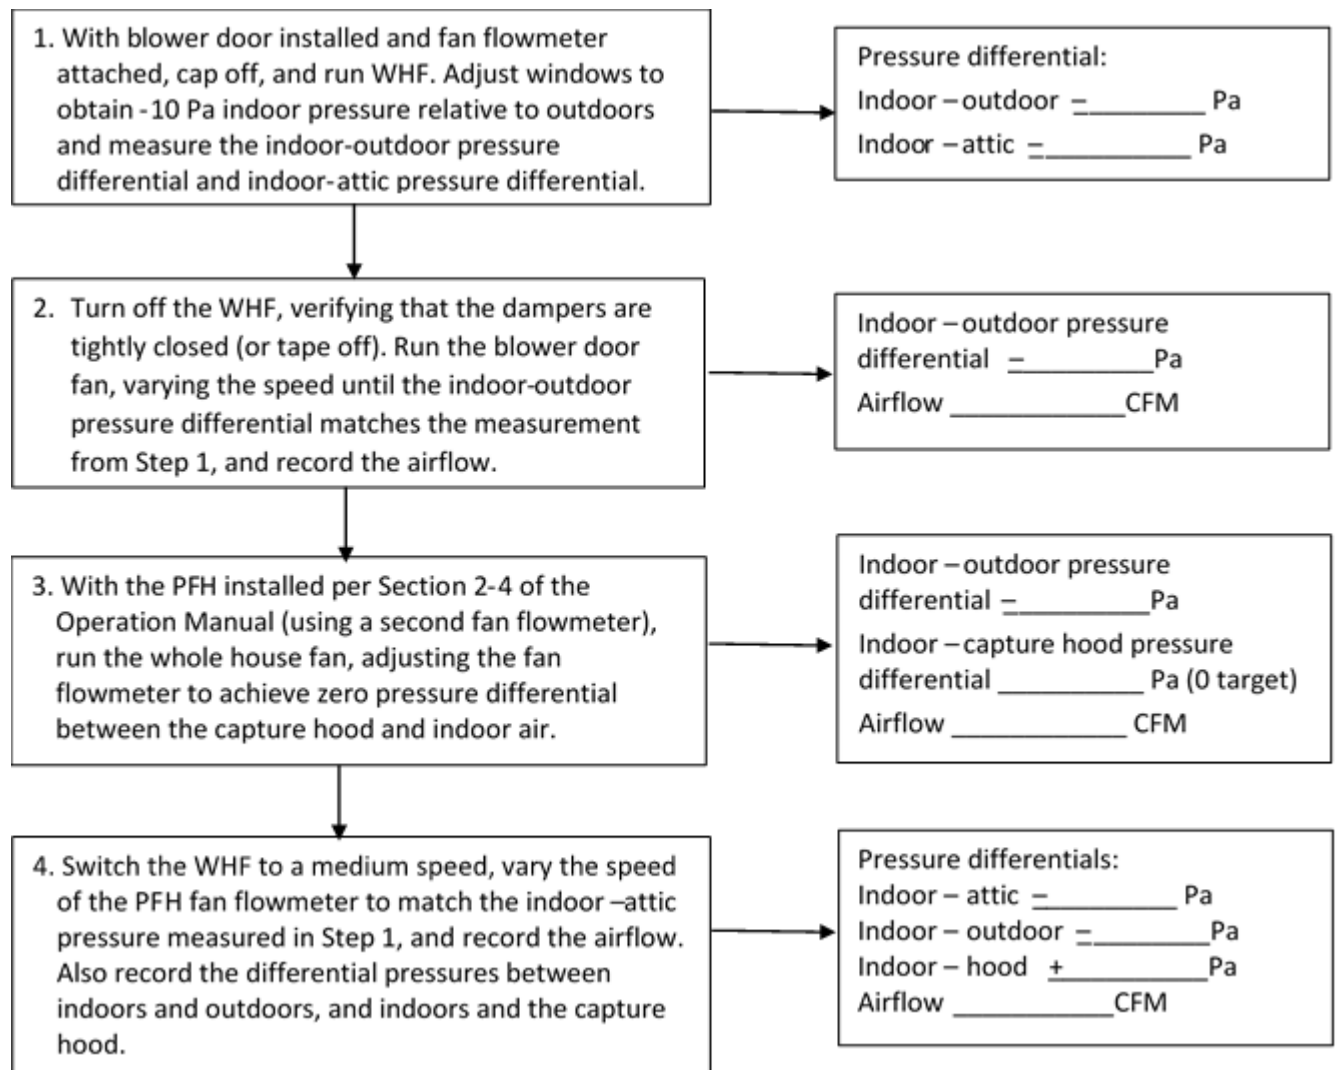 1. With blower door installed and fan flowmeter
attached, cap off, and run WHF. Adjust windows to
obtain -10 Pa indoor pressure relative to outdoors
and measure the indoor-outdoor pressure
differential and indoor-attic pressure differential.
Pressure differential:
Indoor – outdoor –_________ Pa
Indoor – attic –___________ Pa
2. Turn off the WHF, verifying that the dampers are
tightly closed (or tape off). Run the blower door
fan, varying the speed until the indoor-outdoor
pressure differential matches the measurement
from Step 1, and record the airflow.
Indoor – outdoor pressure
differential –__________Pa
Airflow _____________CFM
3. With the PFH installed per Section 2-4 of the
Operation Manual (using a second fan flowmeter),
run the whole house fan, adjusting the fan
flowmeter to achieve zero pressure differential
between the capture hood and indoor air.
Indoor – outdoor pressure
differential –__________Pa
Indoor – capture hood pressure
differential ___________ Pa (0 target)
Airflow _____________ CFM
4. Switch the WHF to a medium speed, vary the speed
of the PFH fan flowmeter to match the indoor –attic
pressure measured in Step 1, and record the airflow.
Also record the differential pressures between
indoors and outdoors, and indoors and the capture
hood.
Pressure differentials:
Indoor – attic –__________ Pa
Indoor – outdoor –_________Pa
Indoor – hood +___________Pa
Airflow ____________CFM